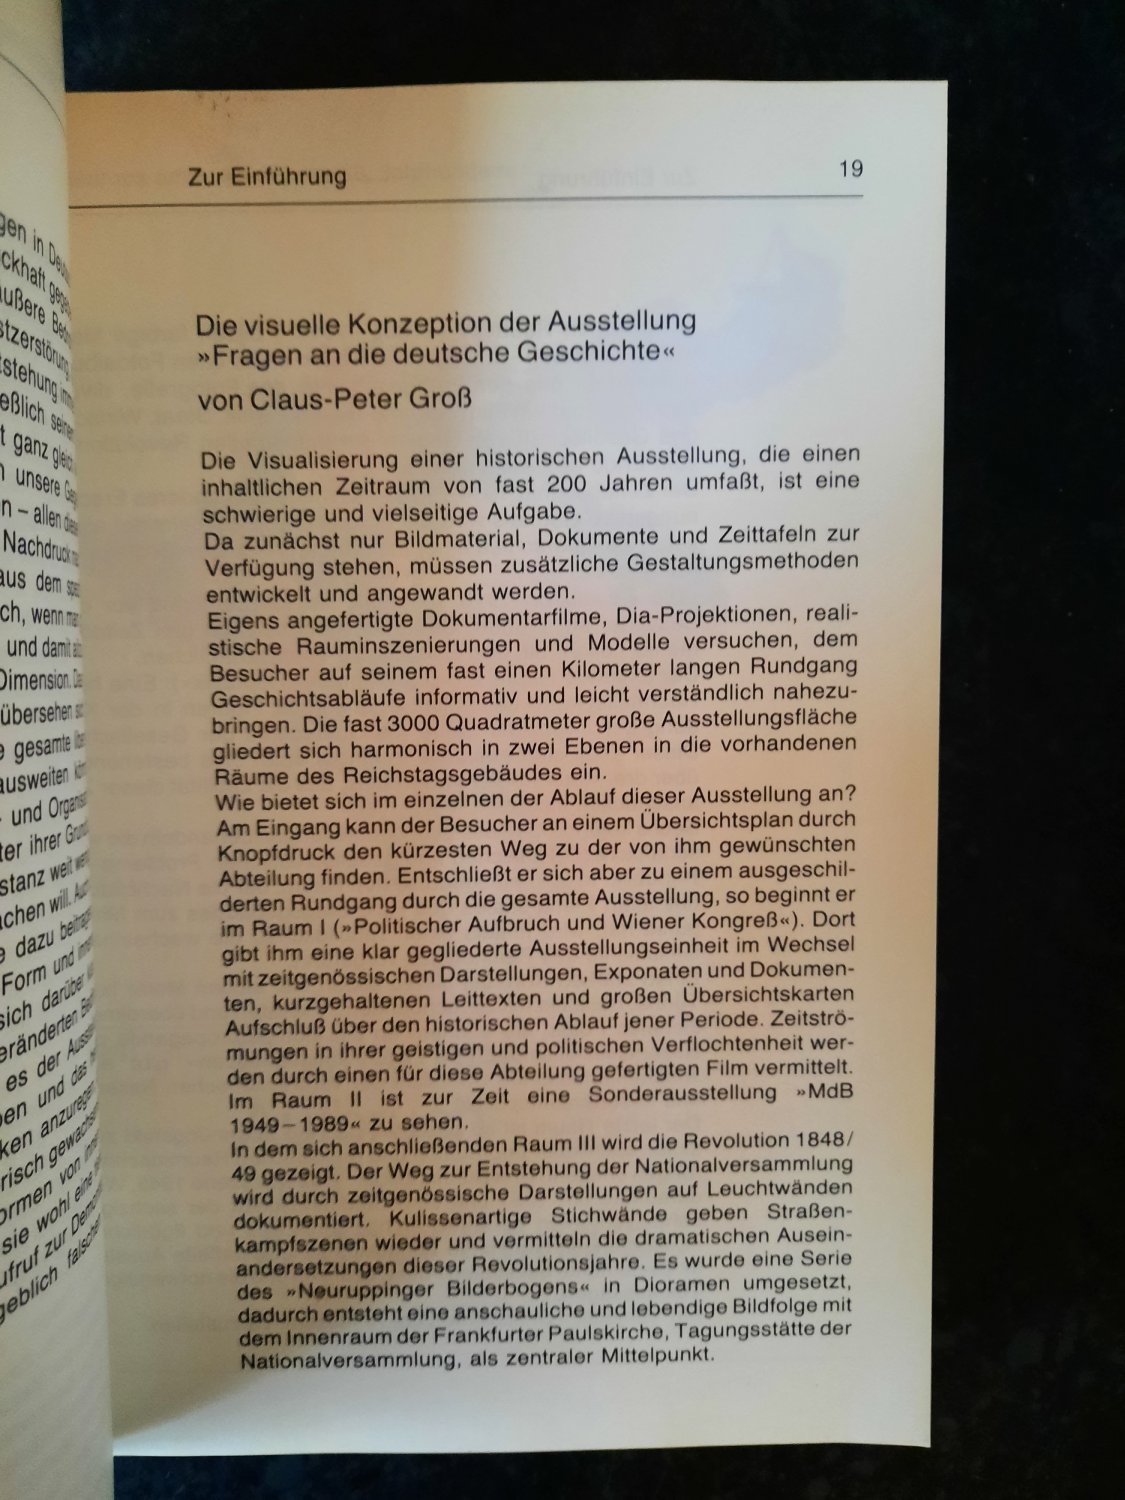 Zur Einführung
19
Die visuelle Konzeption der Ausstellung
»Fragen an die deutsche Geschichte«
von Claus-Peter Groß
Die Visualisierung einer historischen Ausstellung, die einen
inhaltlichen Zeitraum von fast 200 Jahren umfaßt, ist eine
schwierige und vielseitige Aufgabe.
Da zunächst nur Bildmaterial, Dokumente und Zeittafeln zur
Verfügung stehen, müssen zusätzliche Gestaltungsmethoden
entwickelt und angewandt werden.
Eigens angefertigte Dokumentarfilme, Dia-Projektionen, reali-
stische Rauminszenierungen und Modelle versuchen, dem
Besucher auf seinem fast einen Kilometer langen Rundgang
Geschichtsabläufe informativ und leicht verständlich nahezu-
bringen. Die fast 3000 Quadratmeter große Ausstellungsfläche
gliedert sich harmonisch in zwei Ebenen in die vorhandenen
Räume des Reichstagsgebäudes ein.
Wie bietet sich im einzelnen der Ablauf dieser Ausstellung an?
Am Eingang kann der Besucher an einem Übersichtsplan durch
Knopfdruck den kürzesten Weg zu der von ihm gewünschten
Abteilung finden. Entschließt er sich aber zu einem ausgeschil-
derten Rundgang durch die gesamte Ausstellung, so beginnt er
im Raum I (»Politischer Aufbruch und Wiener Kongreß«). Dort
gibt ihm eine klar gegliederte Ausstellungseinheit im Wechsel
mit zeitgenössischen Darstellungen, Exponaten und Dokumen-
ten, kurzgehaltenen Leittexten und großen Übersichtskarten
Aufschluß über den historischen Ablauf jener Periode. Zeitströ-
mungen in ihrer geistigen und politischen Verflochtenheit wer-
den durch einen für diese Abteilung gefertigten Film vermittelt.
Im Raum II ist zur Zeit eine Sonderausstellung »MdB
1949–1989« zu sehen.
In dem sich anschließenden Raum III wird die Revolution 1848/
49 gezeigt. Der Weg zur Entstehung der Nationalversammlung
wird durch zeitgenössische Darstellungen auf Leuchtwänden
dokumentiert. Kulissenartige Stichwände geben Straßen-
kampfszenen wieder und vermitteln die dramatischen Ausein-
andersetzungen dieser Revolutionsjahre. Es wurde eine Serie
des »Neuruppinger Bilderbogens« in Dioramen umgesetzt,
dadurch entsteht eine anschauliche und lebendige Bildfolge mit
dem Innenraum der Frankfurter Paulskirche, Tagungsstätte der
Nationalversammlung, als zentraler Mittelpunkt.